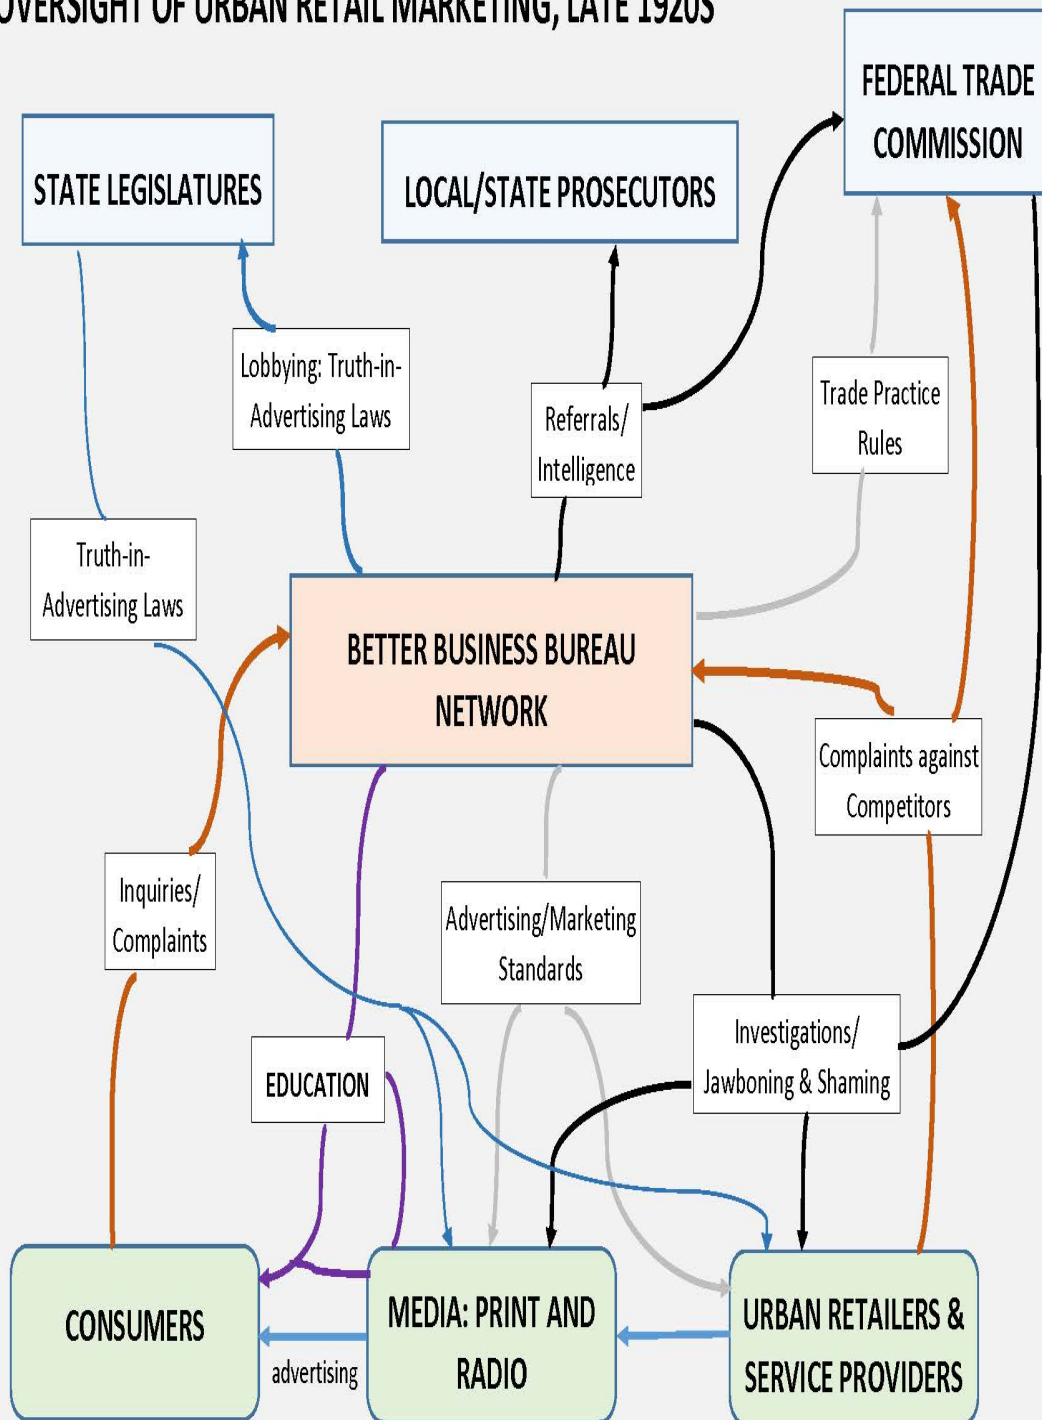 OVERSIGHT OF URBAN RETAIL MARKETING, LATE 1920S
FEDERAL TRADE
COMMISSION
STATE LEGISLATURES
LOCAL/STATE PROSECUTORS
Lobbying: Truth-in-
Advertising Laws
Referrals/
Intelligence
Trade Practice
Rules
Truth-in-
Advertising Laws
BETTER BUSINESS BUREAU
NETWORK
Complaints against
Competitors
Inquiries/
Complaints
Advertising/Marketing
Standards
Investigations/
Jawboning & Shaming
EDUCATION
CONSUMERS
advertising
MEDIA: PRINT AND
RADIO
URBAN RETAILERS &
SERVICE PROVIDERS